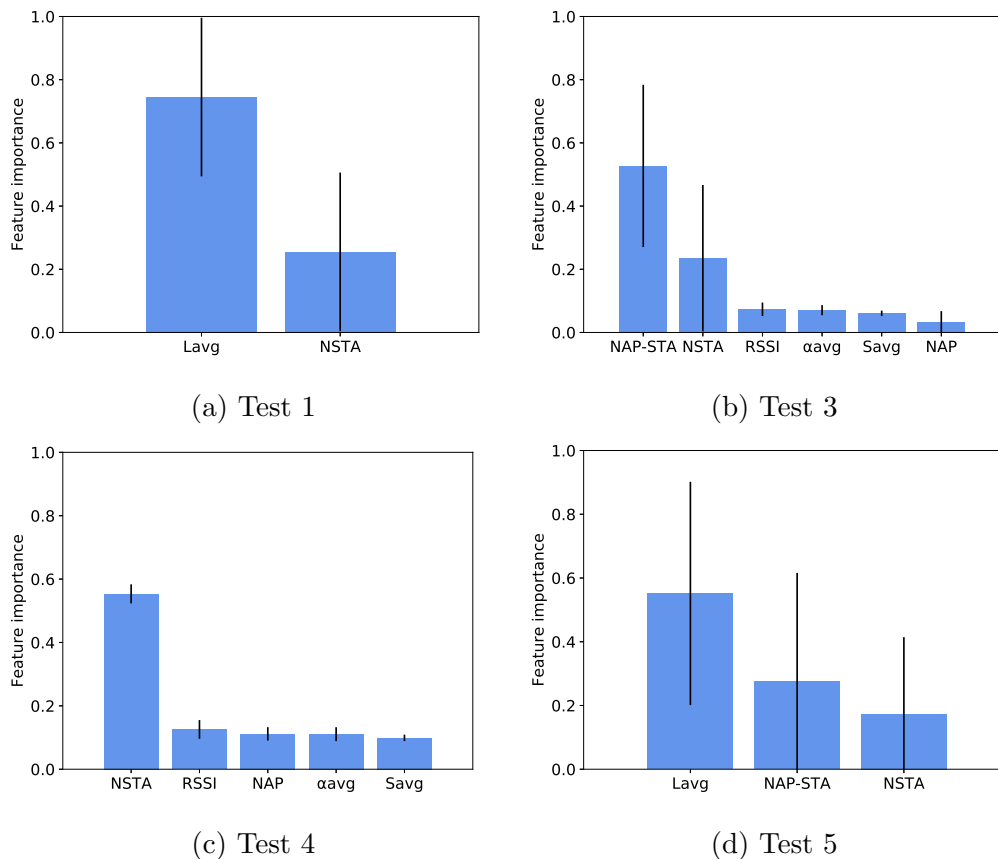 1.0
0.8
0.6
0.4
0.2
0.0
Feature importance
Lavg NSTA
(a) Test 1
1.0
0.8
0.6
0.4
0.2
0.0
Feature importance
NAP-STA NSTA RSSI αavg Savg NAP
(b) Test 3
1.0
0.8
0.6
0.4
0.2
0.0
Feature importance
NSTA RSSI NAP αavg Savg
(c) Test 4
1.0
0.8
0.6
0.4
0.2
0.0
Feature importance
Lavg NAP-STA NSTA
(d) Test 5